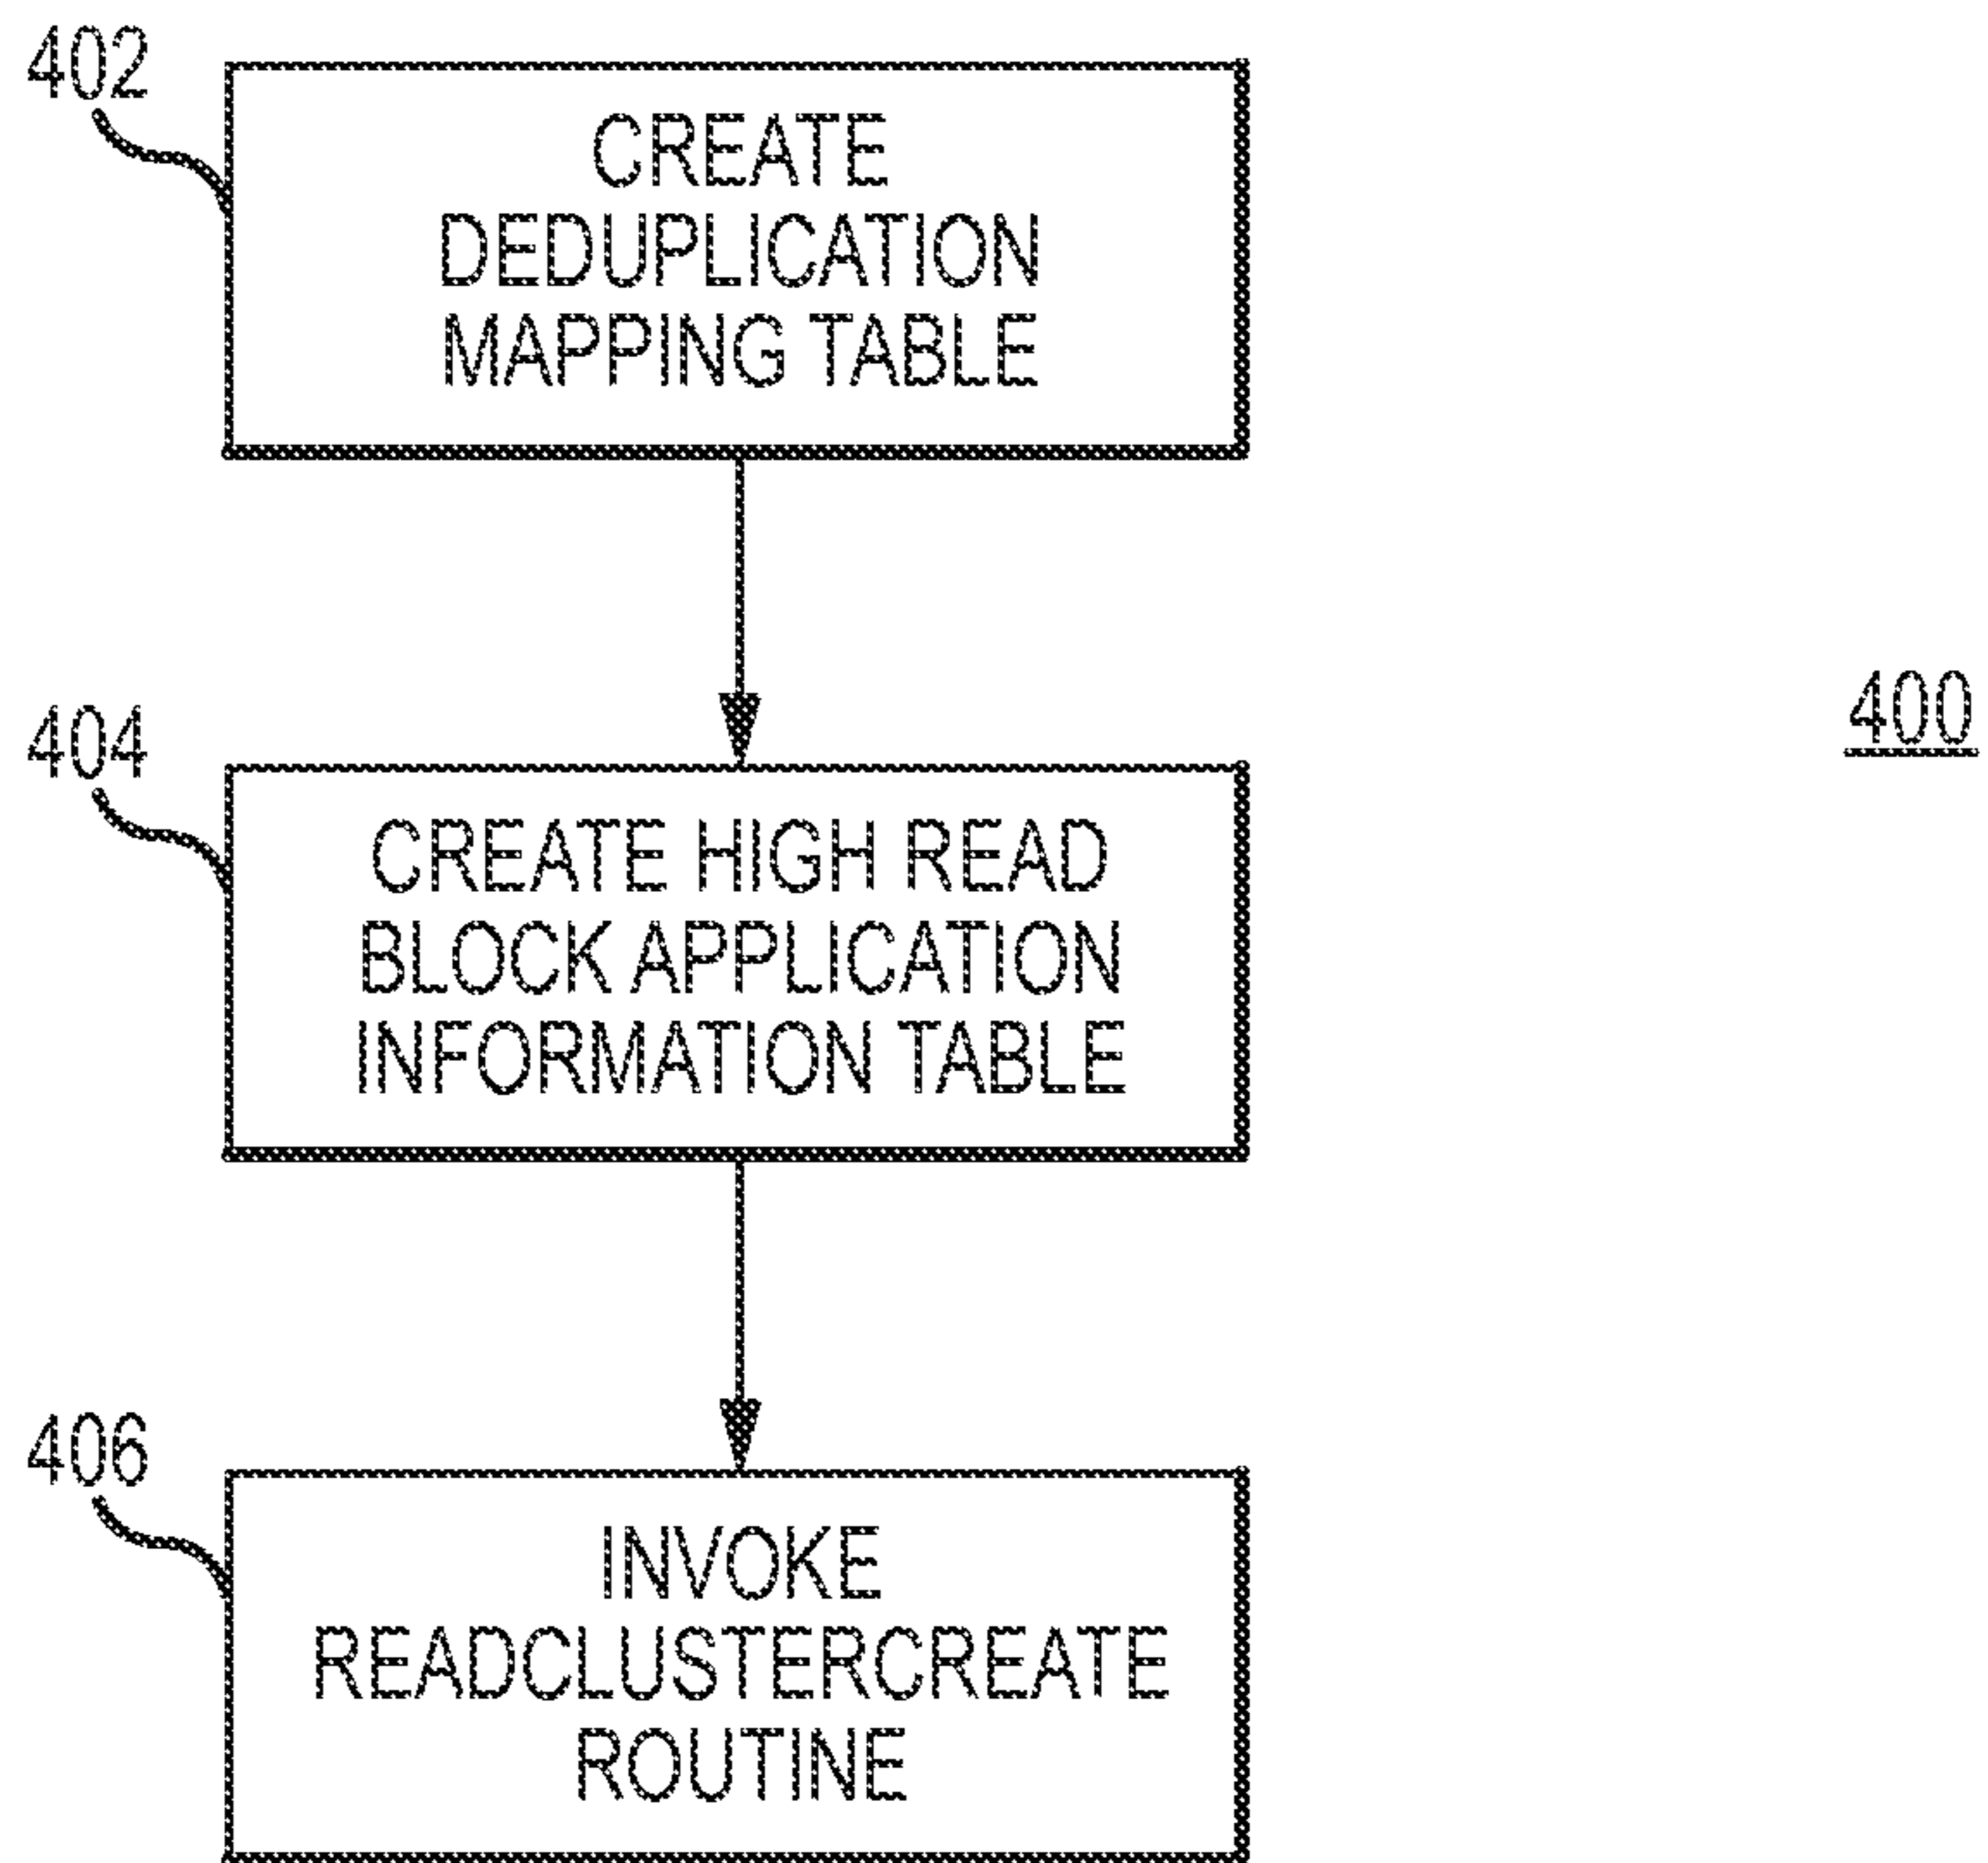 402
CREATE
DEDUPLICATION
MAPPING TABLE
404
CREATE HIGH READ
BLOCK APPLICATION
INFORMATION TABLE
400
406
INVOKE
READCLUSTERCREATE
ROUTINE